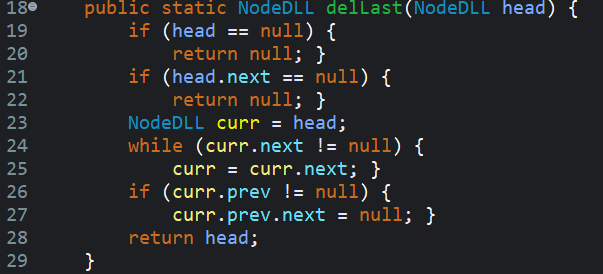 18 public static NodeDLL delLast(NodeDLL head) {
19 if (head == null) {
20 return null; }
21 if (head.next == null) {
22 return null; }
23 NodeDLL curr = head;
24 while (curr.next != null) {
25 curr = curr.next; }
26 if (curr.prev != null) {
27 curr.prev.next = null; }
28 return head;
29 }